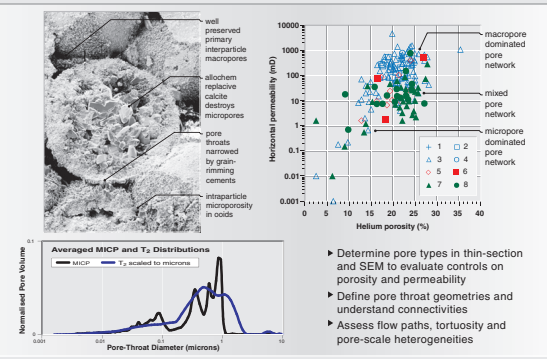 well
preserved
primary
interparticle
macropores
allochem
replacive
calcite
destroys
micropores
pore
throats
narrowed
by grain-
rimming
cements
intraparticle
microporosity
in ooids
Horizontal permeability (mD)
10000
1000
100
10
1
0.1
0.01
0.001
0 5 10 15 20 25 30 35 40
Helium porosity (%)
1 2
3 4
5 6
7 8
macropore
dominated
pore
network
mixed
pore
network
micropore
dominated
pore
network
Normalised Pore Volume
0.1
0
Averaged MICP and T2 Distributions
MICP T2 scaled to microns
0.001 0.01 0.1 1 10
Pore-Throat Diameter (microns)
Determine pore types in thin-section
and SEM to evaluate controls on
porosity and permeability
Define pore throat geometries and
understand connectivities
Assess flow paths, tortuosity and
pore-scale heterogeneities